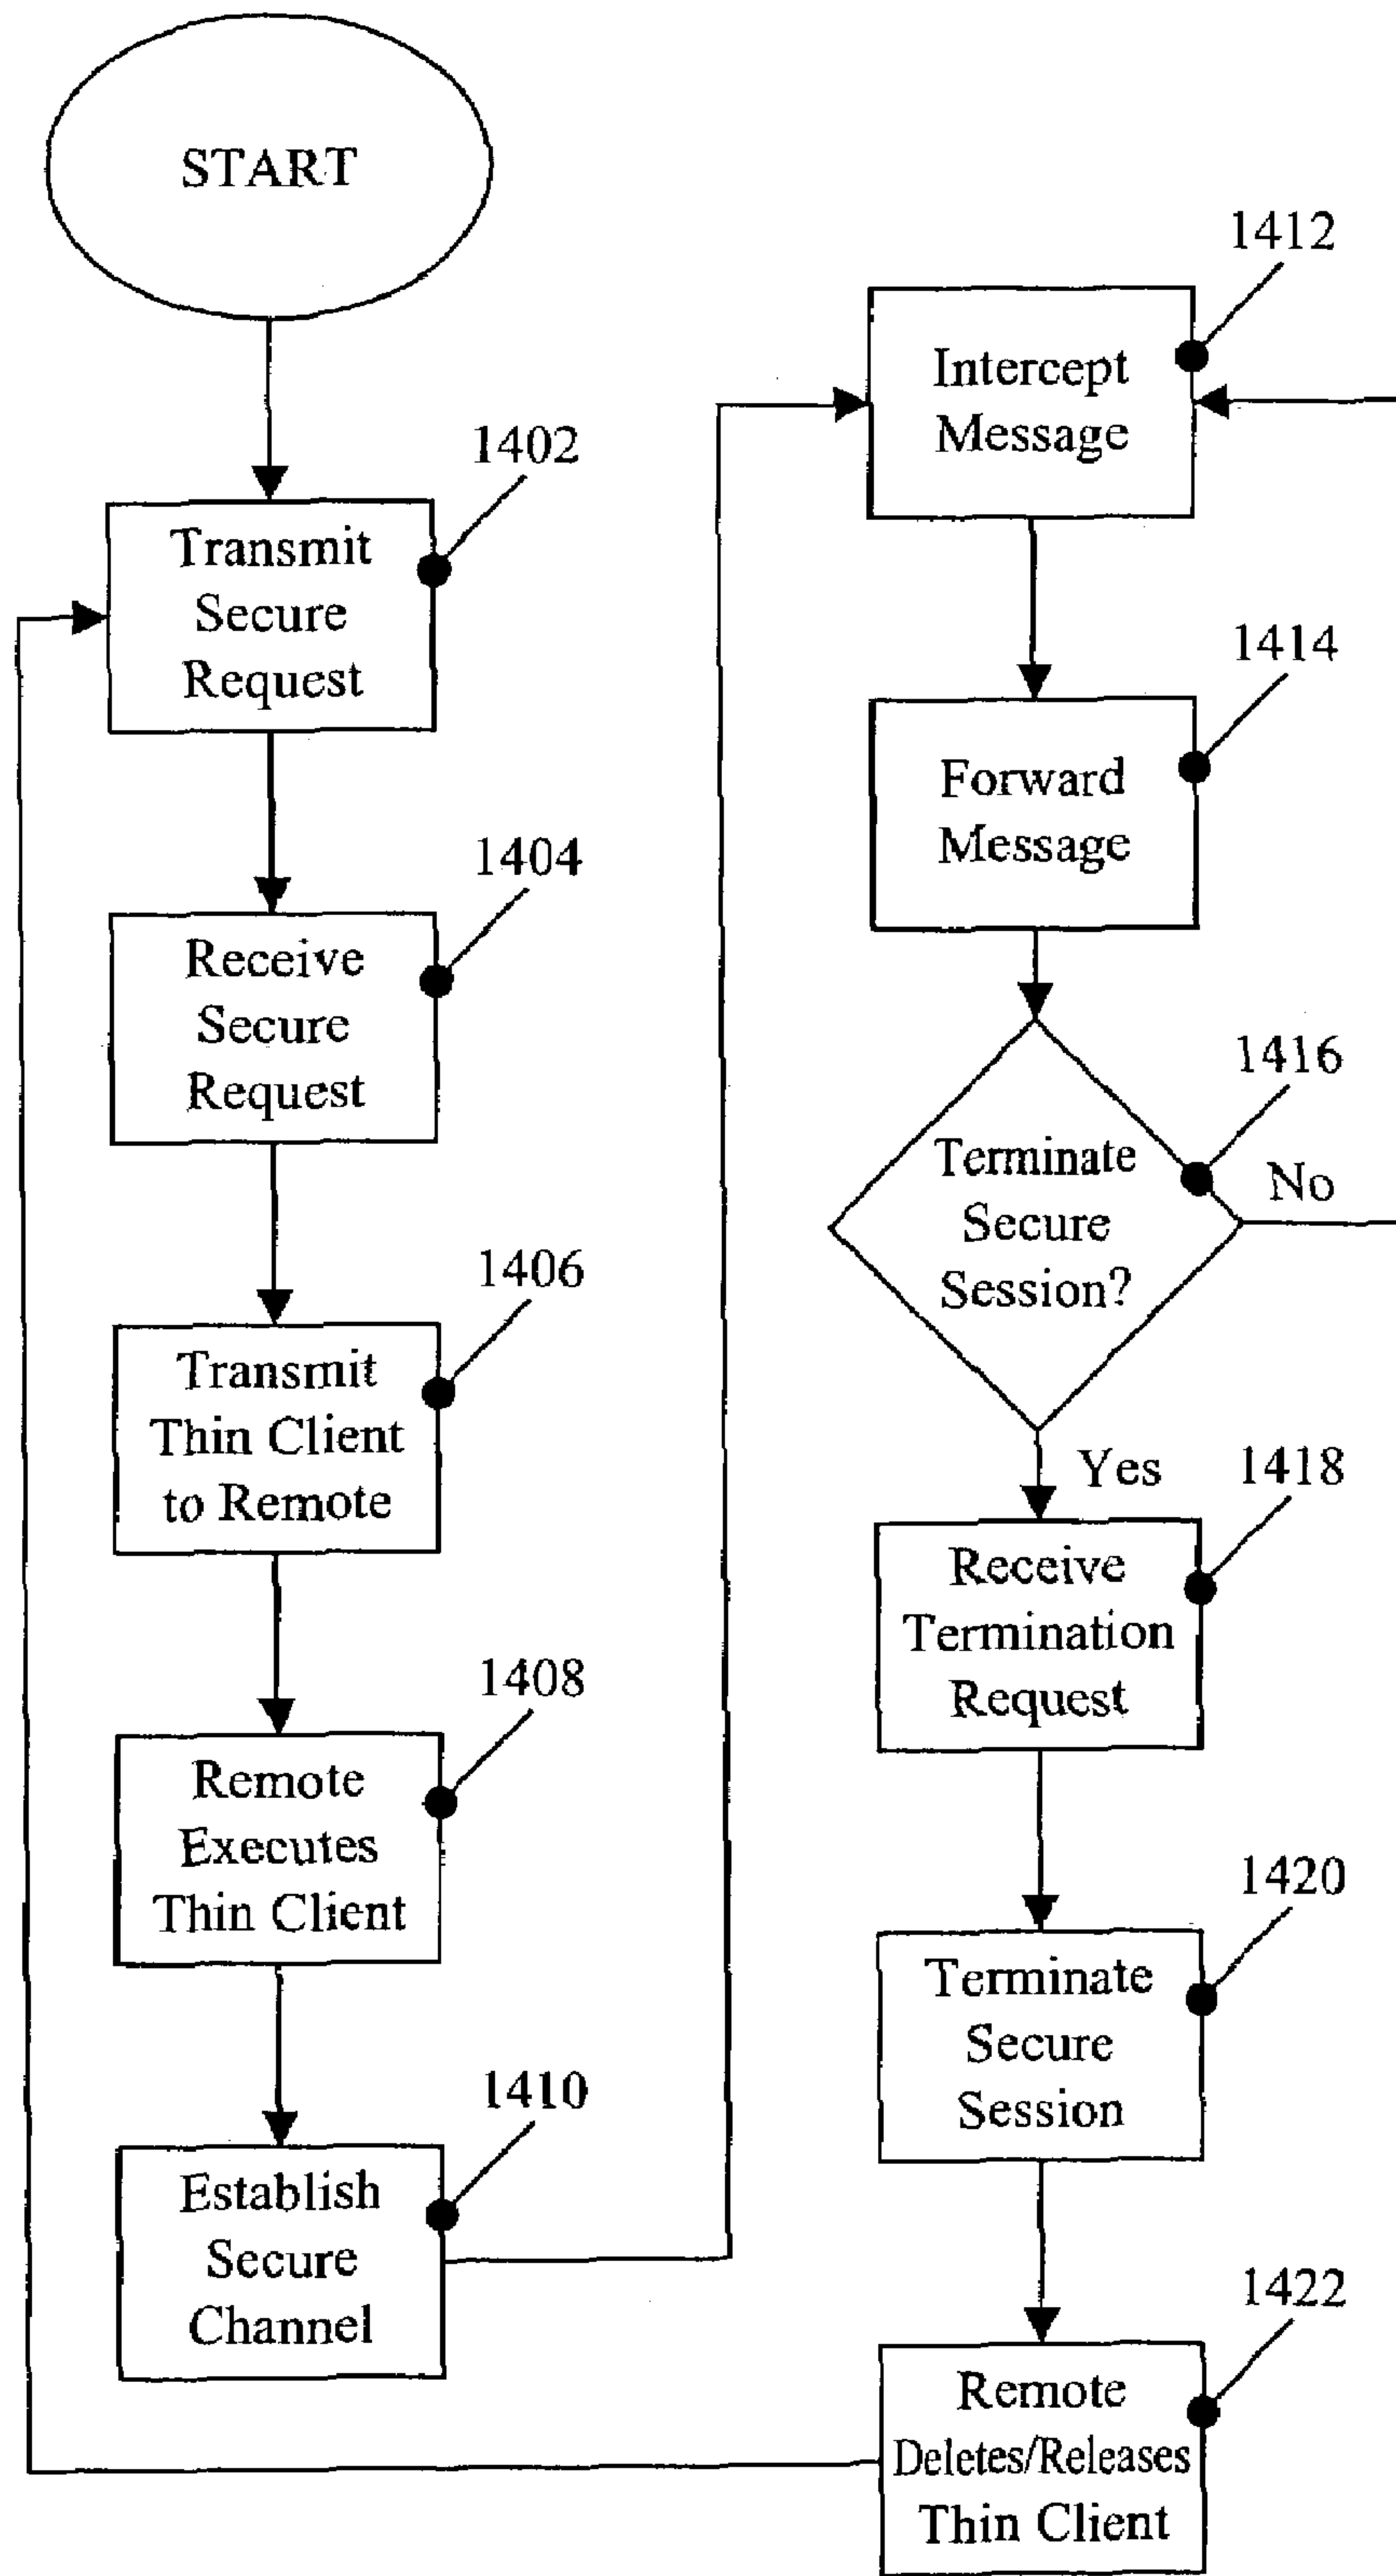 START
1402
Transmit
Secure
Request
1404
Receive
Secure
Request
1406
Transmit
Thin Client
to Remote
1408
Remote
Executes
Thin Client
1410
Establish
Secure
Channel
1412
Intercept
Message
1414
Forward
Message
1416
Terminate
Secure
Session?
No
Yes
1418
Receive
Termination
Request
1420
Terminate
Secure
Session
1422
Remote
Deletes/Releases
Thin Client